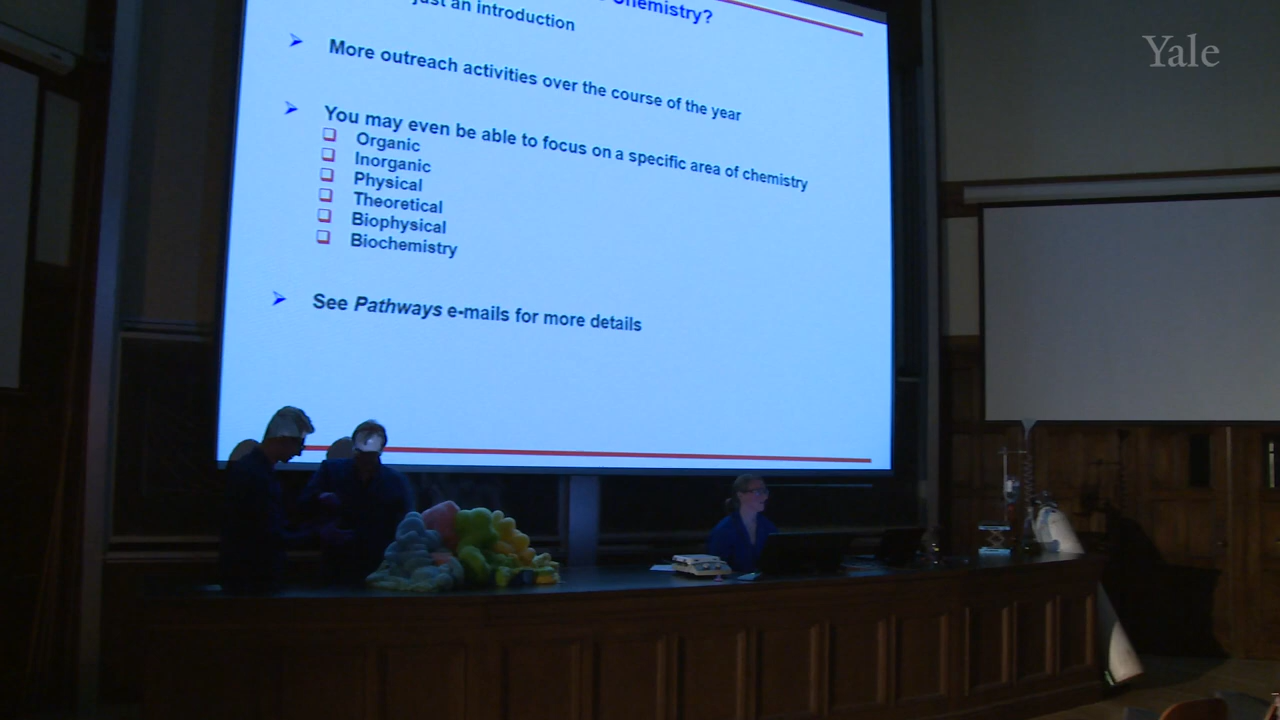 Chemistry?
just an introduction
Yale
More outreach activities over the course of the year
You may even be able to focus on a specific area of chemistry
Organic
Inorganic
Physical
Theoretical
Biophysical
Biochemistry
See Pathways e-mails for more details